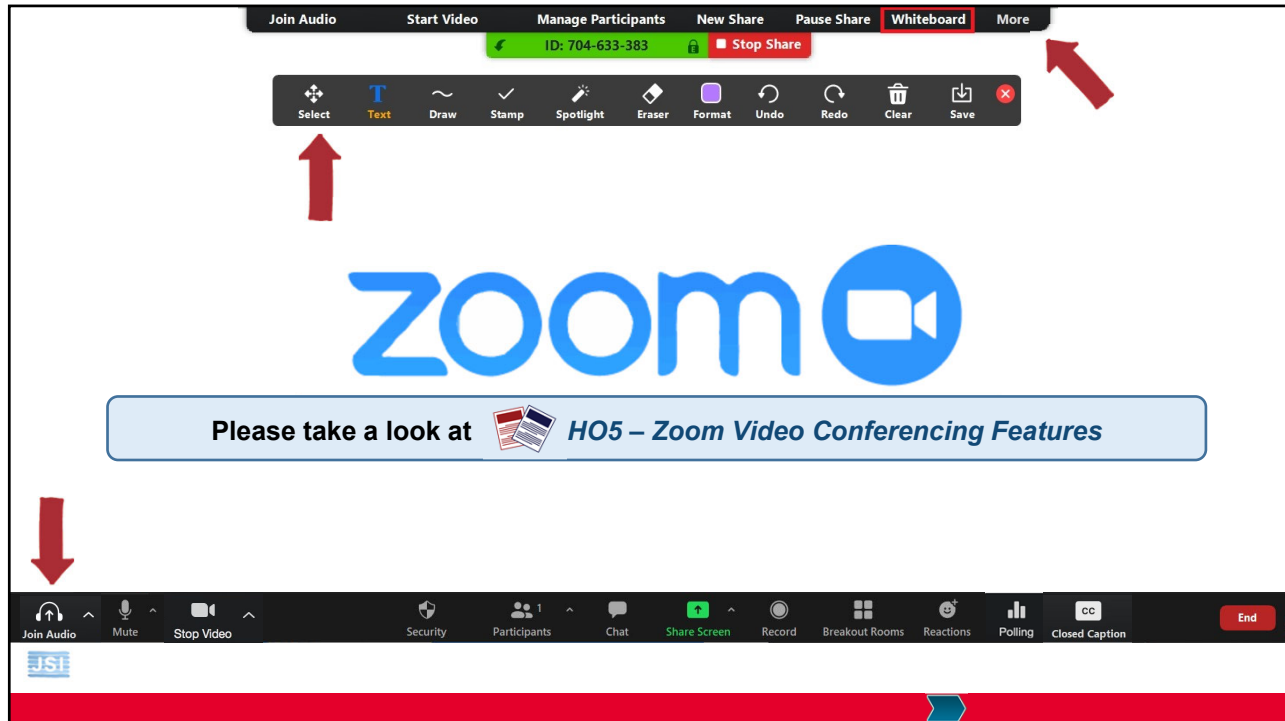 Join Audio Start Video Manage Participants New Share Pause Share Whiteboard More
ID: 704-633-383 Stop Share
Select Text Draw Stamp Spotlight Eraser Format Undo Redo Clear Save
zoom
Please take a look at HO5 – Zoom Video Conferencing Features
Join Audio Mute Stop Video Security Participants 1 Chat Share Screen Record Breakout Rooms Reactions Polling CC Closed Caption End
JSI